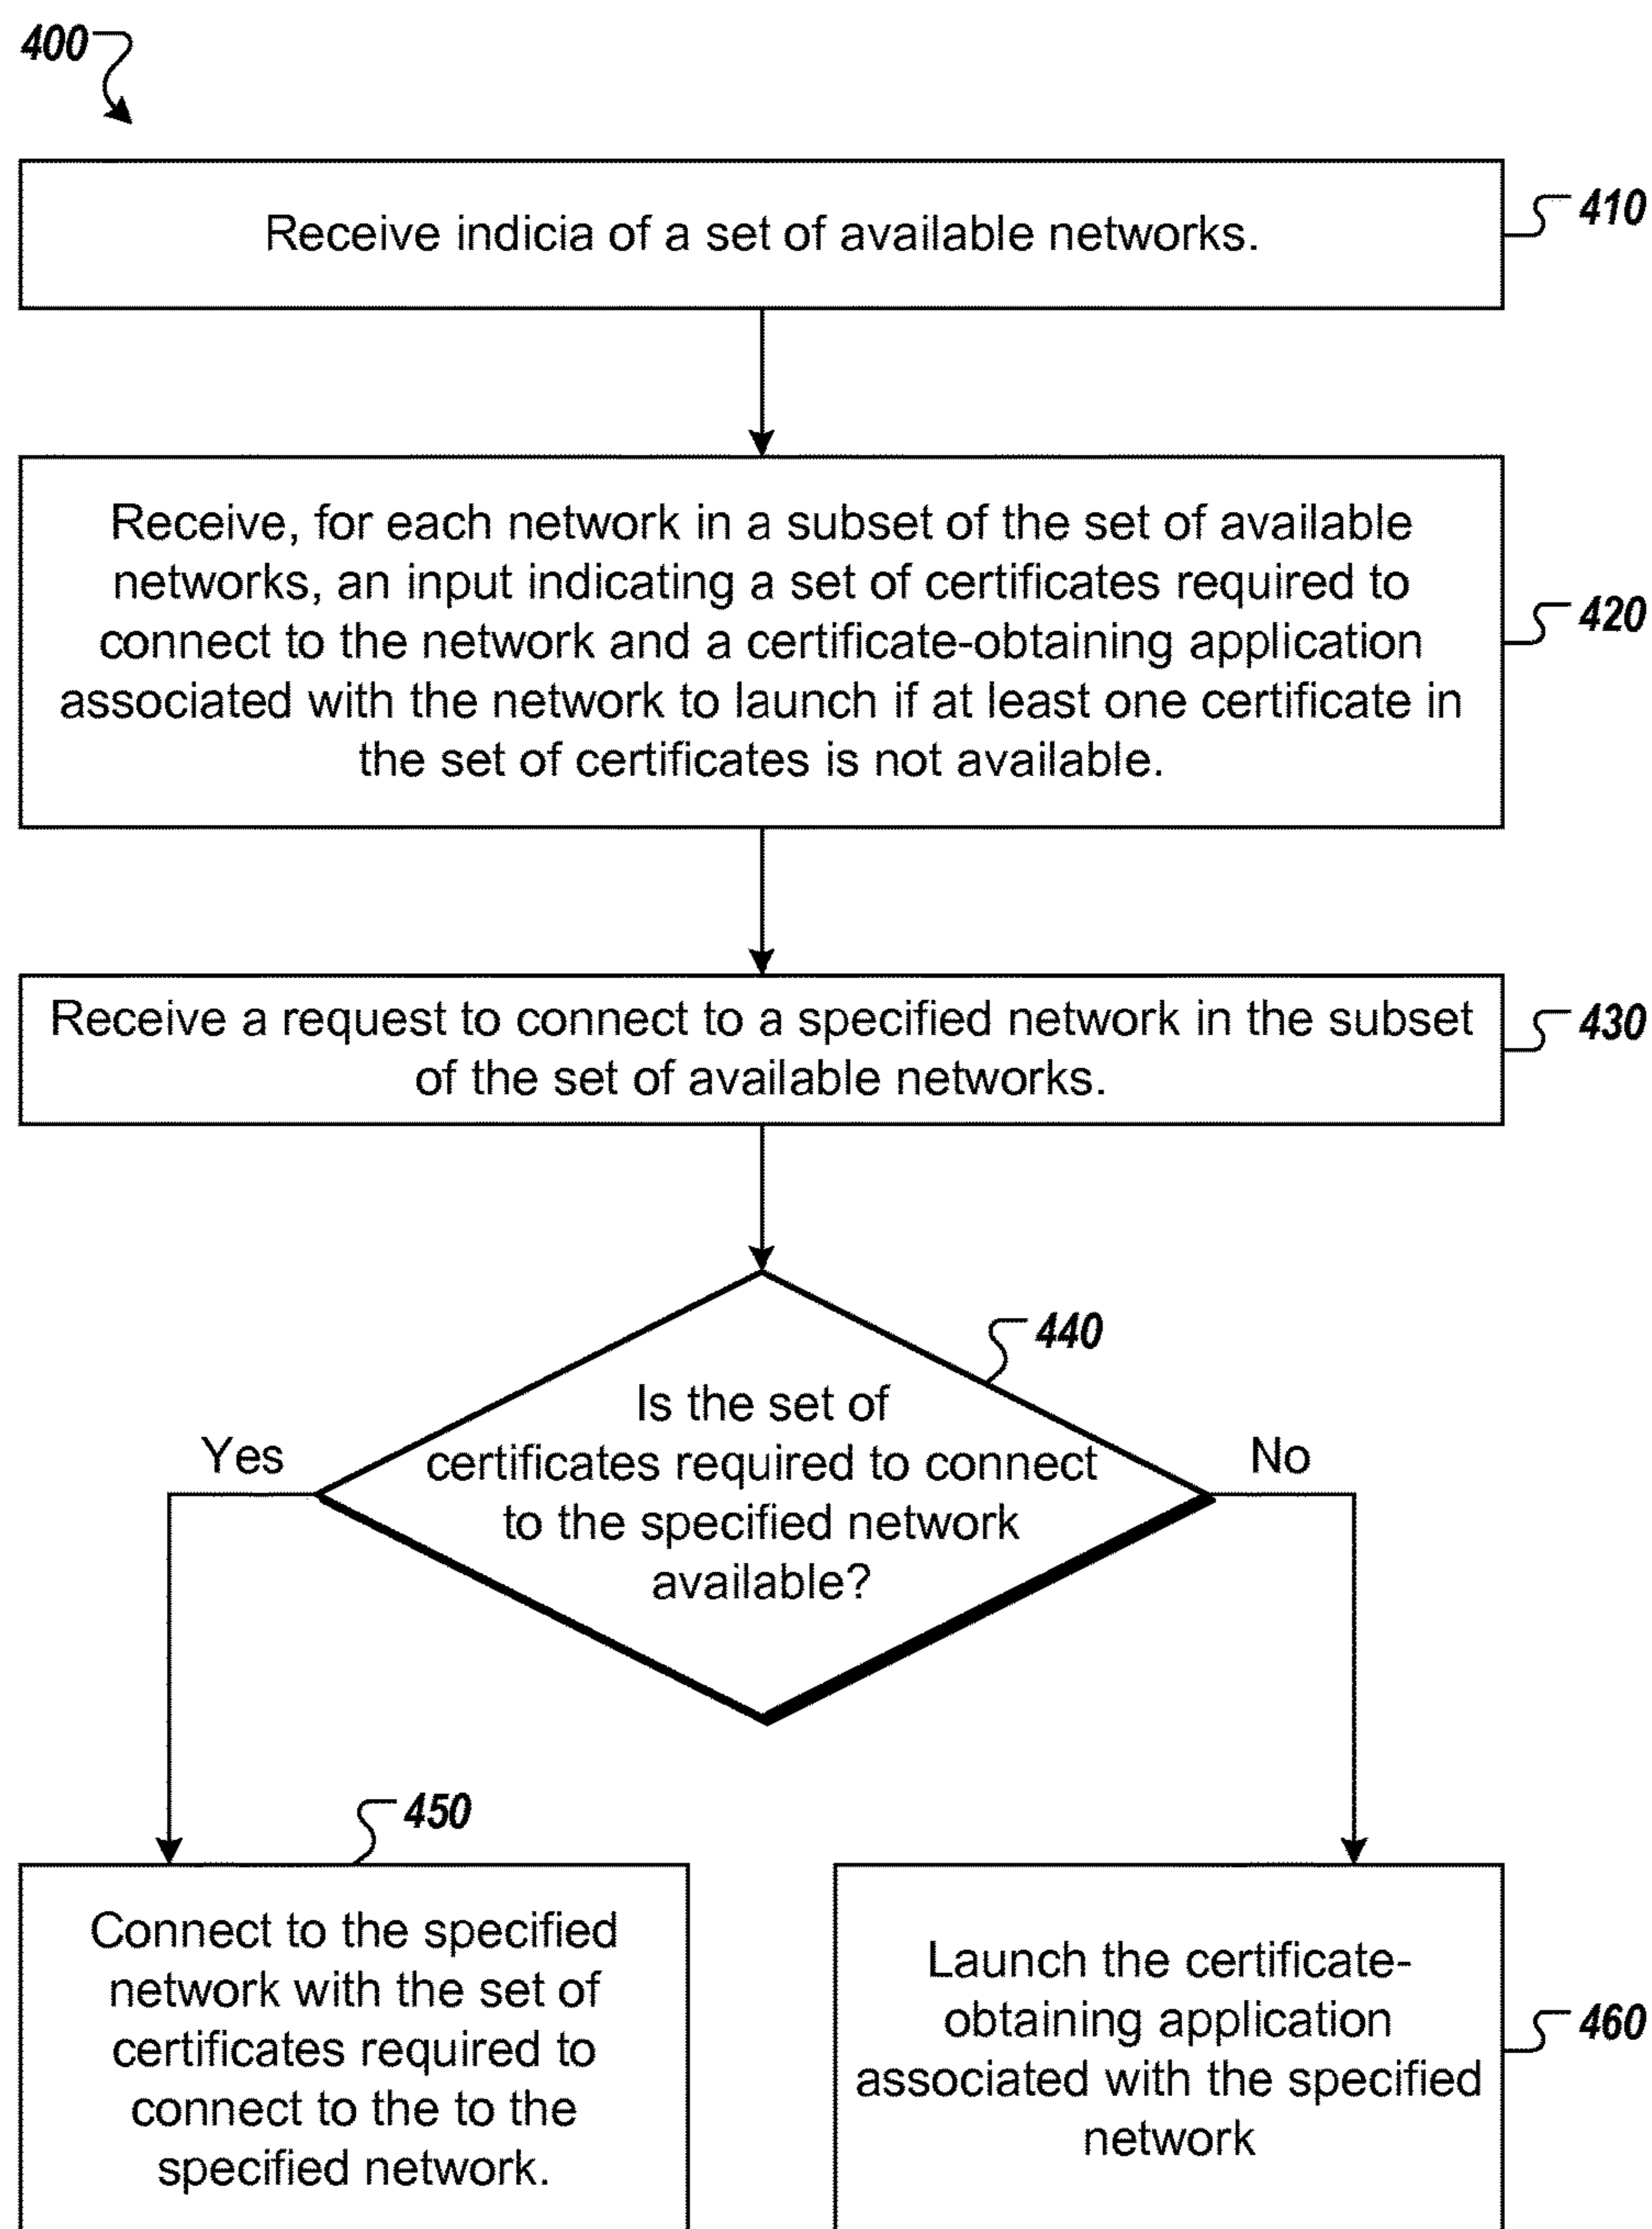 400
Receive indicia of a set of available networks.
410
Receive, for each network in a subset of the set of available
networks, an input indicating a set of certificates required to
connect to the network and a certificate-obtaining application
associated with the network to launch if at least one certificate in
the set of certificates is not available.
420
Receive a request to connect to a specified network in the subset
of the set of available networks.
430
440
Is the set of
certificates required to connect
to the specified network
available?
Yes
No
450
Connect to the specified
network with the set of
certificates required to
connect to the to the
specified network.
Launch the certificate-
obtaining application
associated with the specified
network
460